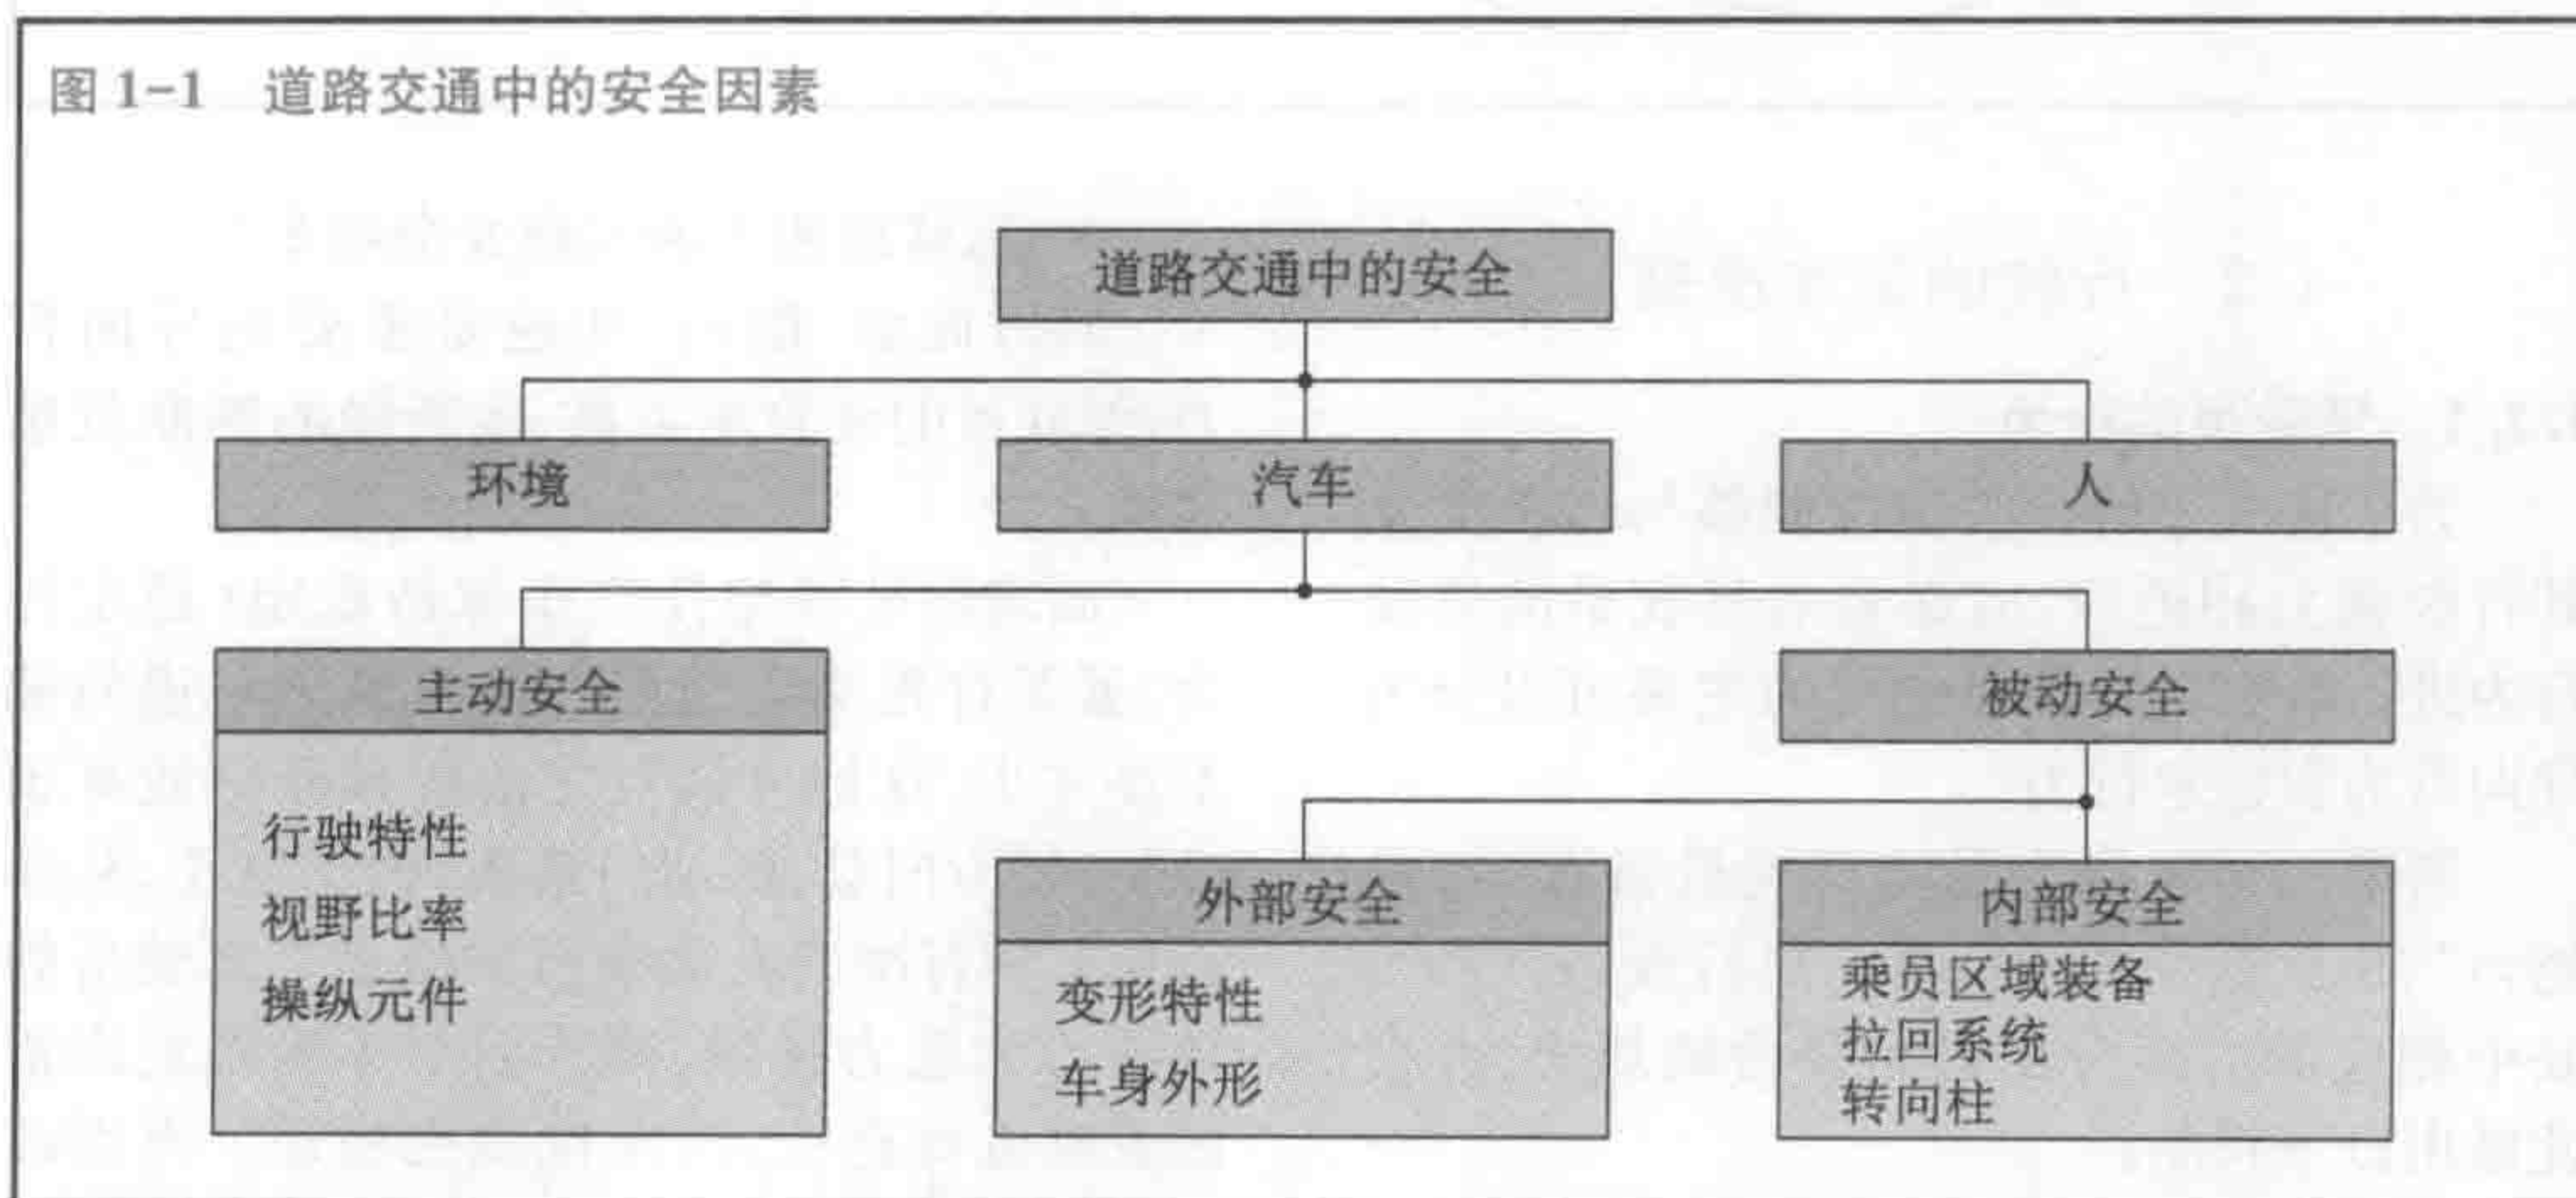 图 1-1 道路交通中的安全因素
道路交通中的安全
环境
汽车
人
主动安全
行驶特性
视野比率
操纵元件
被动安全
外部安全
变形特性
车身外形
内部安全
乘员区域装备
拉回系统
转向柱